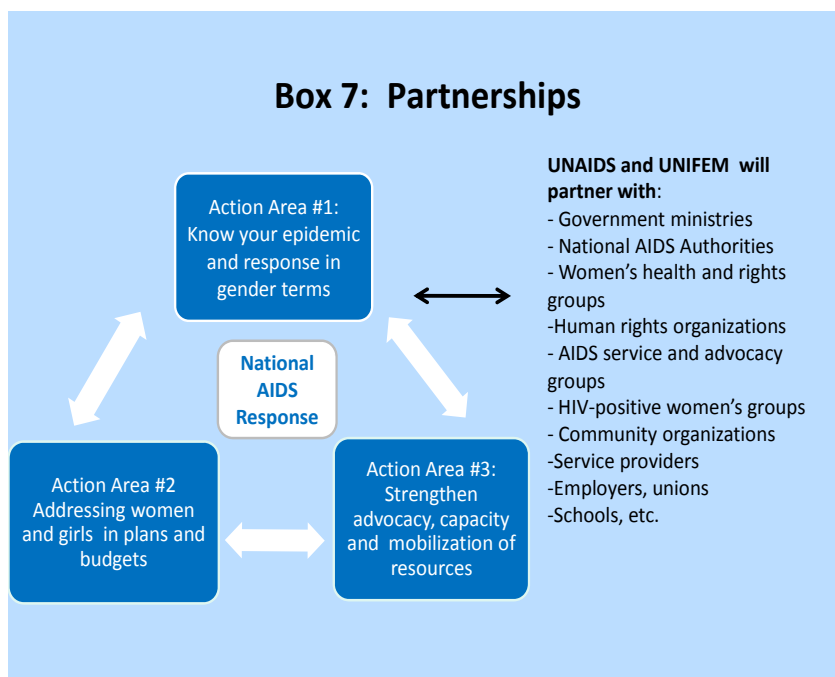 Box 7: Partnerships
Action Area #1:
Know your epidemic
and response in
gender terms
National
AIDS
Response
Action Area #2
Addressing women
and girls in plans and
budgets
Action Area #3:
Strengthen
advocacy, capacity
and mobilization of
resources
UNAIDS and UNIFEM will
partner with:
- Government ministries
- National AIDS Authorities
- Women’s health and rights
groups
-Human rights organizations
- AIDS service and advocacy
groups
- HIV-positive women’s groups
- Community organizations
-Service providers
-Employers, unions
-Schools, etc.